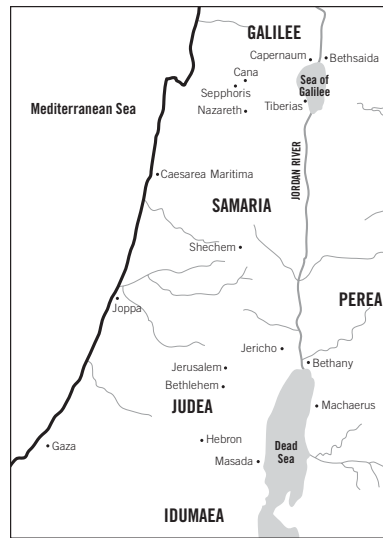 GALILEE
Capernaum
Bethsaida
Cana
Sea of
Galilee
Sepphoris
Mediterranean Sea
Tiberias
Nazareth
JORDAN RIVER
Caesarea Maritima
SAMARIA
Shechem
PEREA
Joppa
Jericho
Bethany
Jerusalem
Bethlehem
JUDEA
Machaerus
Hebron
Gaza
Dead
Sea
Masada
IDUMAEA